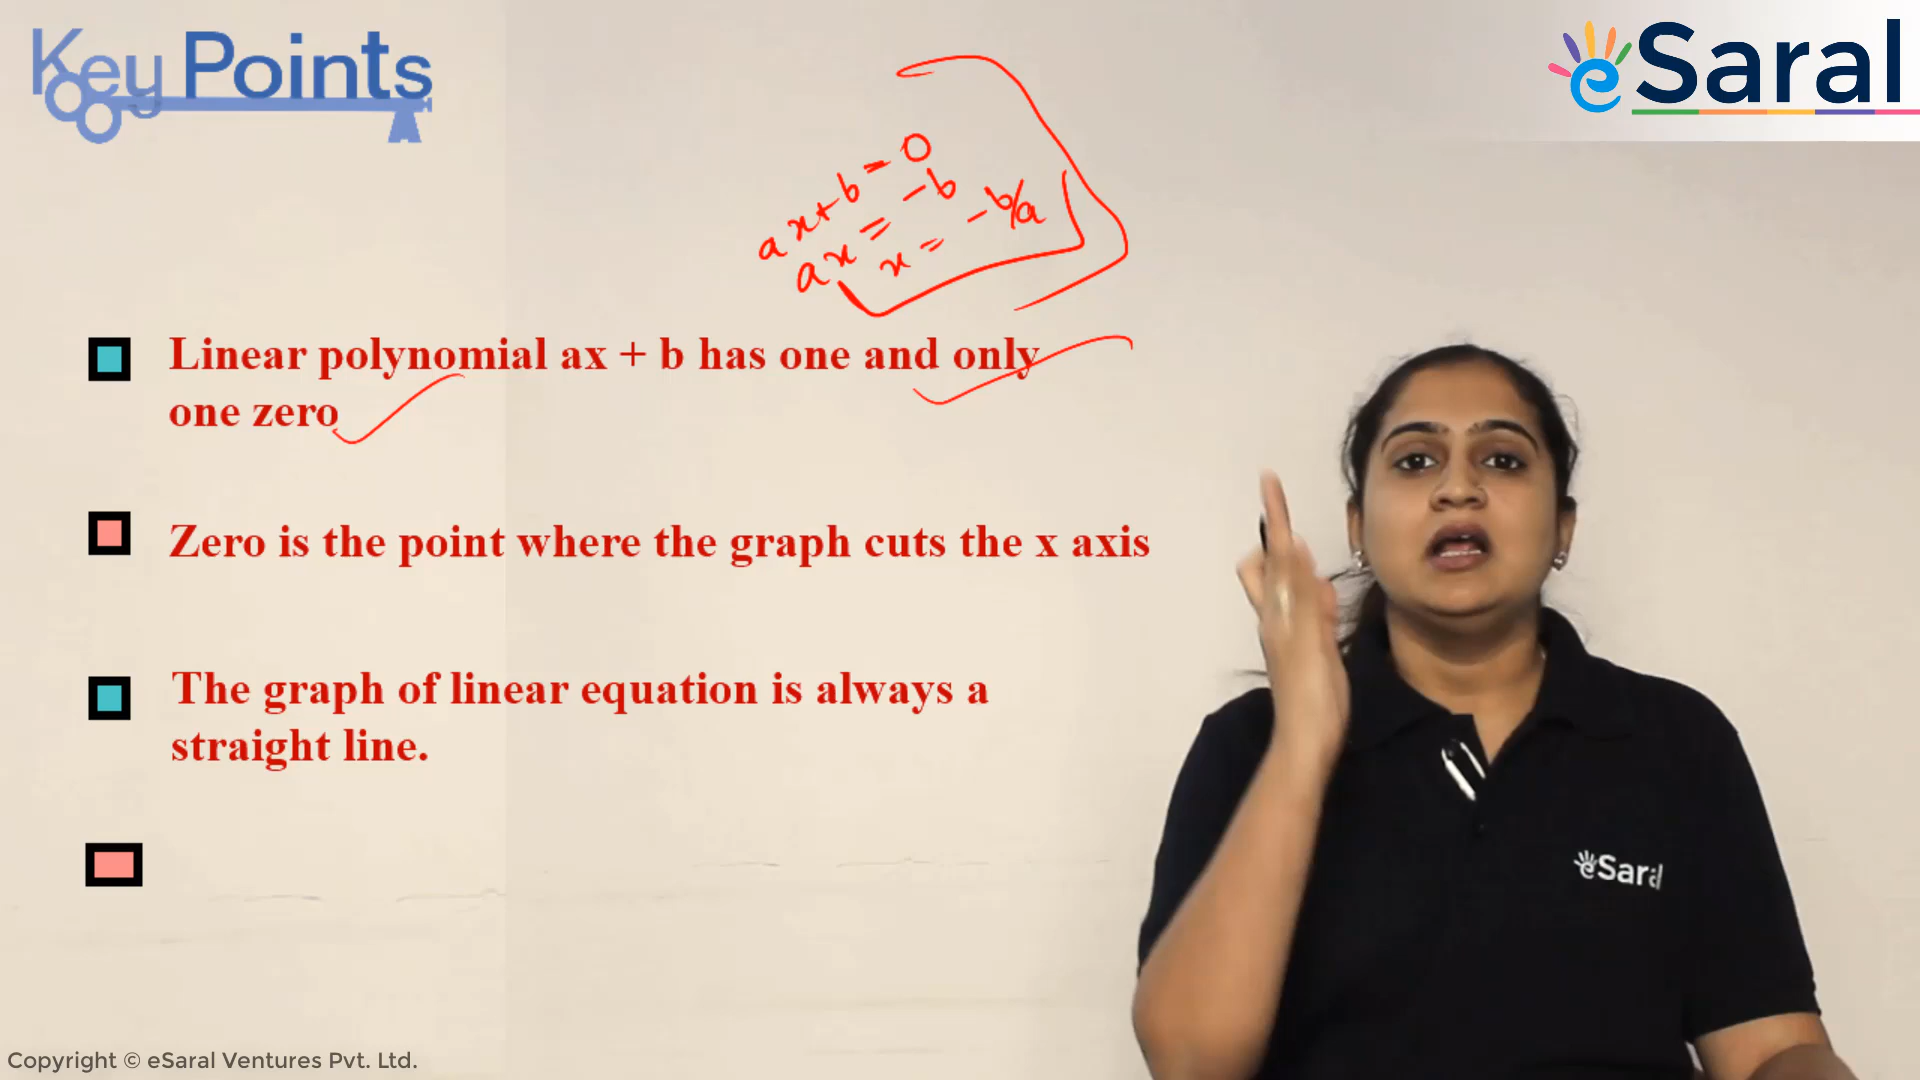 Key Points
eSaral
ax+b=0
ax=-b
x=-b/a
Linear polynomial ax + b has one and only
one zero
Zero is the point where the graph cuts the x axis
The graph of linear equation is always a
straight line.
eSaral
Copyright © eSaral Ventures Pvt. Ltd.